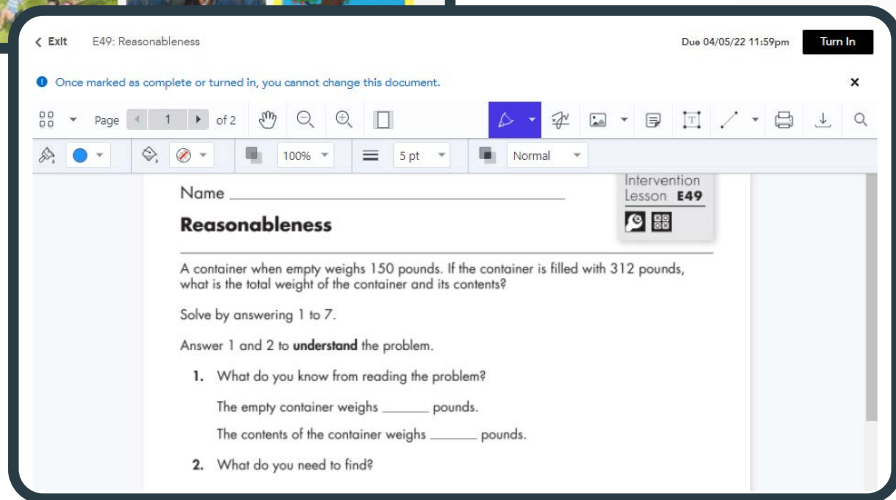 Exit E49: Reasonableness Due 04/05/22 11:59pm Turn In
Once marked as complete or turned in, you cannot change this document. x
Page 1 of 2 T
100% 5 pt Normal
Intervention
Name Lesson E49
Reasonableness
A container when empty weighs 150 pounds. If the container is filled with 312 pounds,
what is the total weight of the container and its contents?
Solve by answering 1 to 7.
Answer 1 and 2 to understand the problem.
1. What do you know from reading the problem?
The empty container weighs ______ pounds.
The contents of the container weighs ______ pounds.
2. What do you need to find?